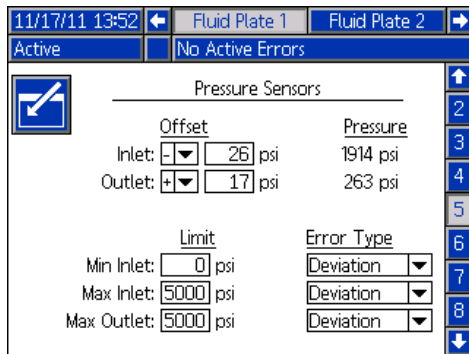 11/17/11 13:52 Fluid Plate 1 Fluid Plate 2
Active No Active Errors
Pressure Sensors
Offset Pressure
Inlet: - 26 psi 1914 psi
Outlet: + 17 psi 263 psi
Limit Error Type
Min Inlet: 0 psi Deviation
Max Inlet: 5000 psi Deviation
Max Outlet: 5000 psi Deviation
2
3
4
5
6
7
8